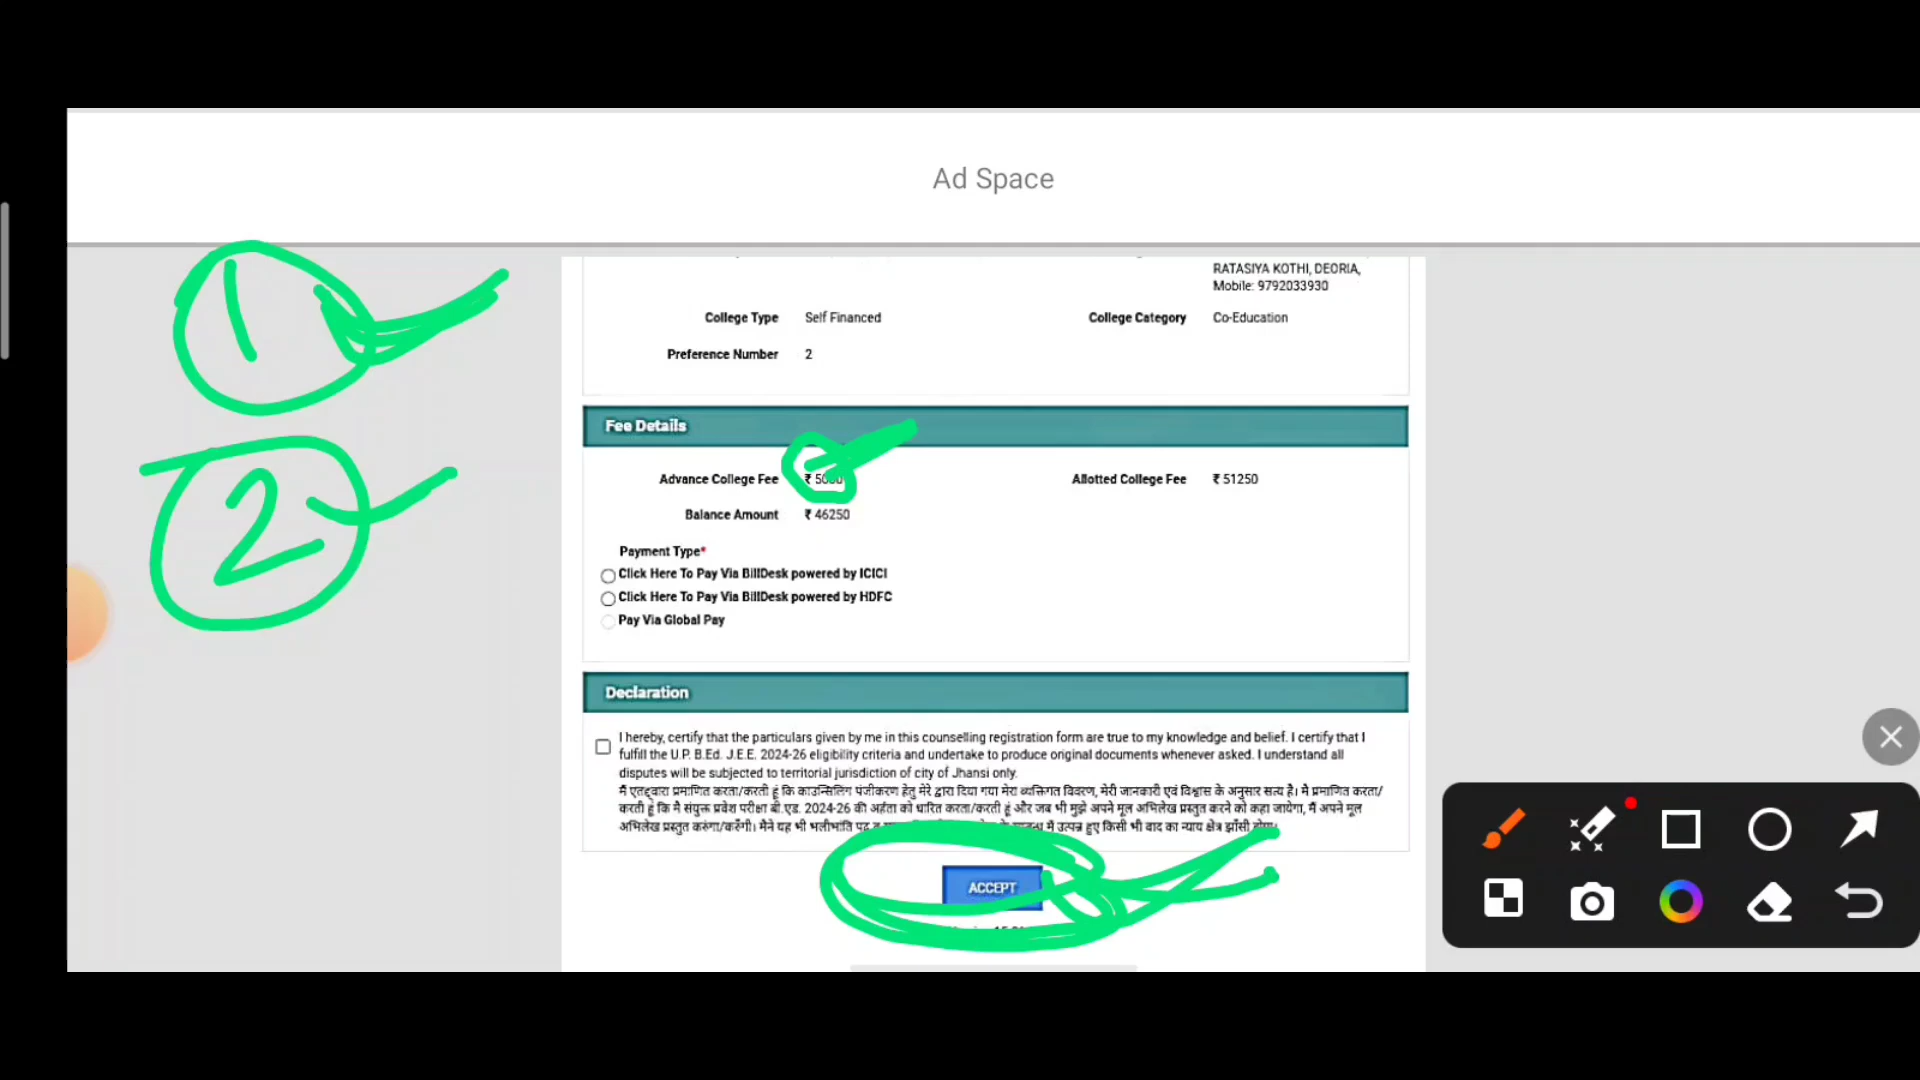 Ad Space
RATASIYA KOTHI, DEORIA,
Mobile: 9792033930
College Type Self Financed College Category Co-Education
Preference Number 2
1
2
Fee Details
Advance College Fee ₹ Allotted College Fee ₹ 51250
Balance Amount ₹ 46250
Payment Type*
Click Here To Pay Via BillDesk powered by ICICI
Click Here To Pay Via BillDesk powered by HDFC
Pay Via Global Pay
Declaration
I hereby, certify that the particulars given by me in this counselling registration form are true to my knowledge and belief. I certify that I
fulfill the U.P. B.Ed. J.E.E. 2024-26 eligibility criteria and undertake to produce original documents whenever asked. I understand all
disputes will be subjected to territorial jurisdiction of city of Jhansi only.
मैं एतद्द्वारा प्रमाणित करता/करती हूं कि काउन्सिलिंग पंजीकरण हेतु मेरे द्वारा दिया गया मेरा व्यक्तिगत विवरण, मेरी जानकारी एवं विश्वास के अनुसार सत्य है। मै प्रमाणित करता/
करती हूं कि मै संयुक्त प्रवेश परीक्षा बी.एड. 2024-26 की अर्हता को धारित करता/करती हूं और जब भी मुझे अपने मूल अभिलेख प्रस्तुत करने को कहा जायेगा, मैं अपने मूल
अभिलेख प्रस्तुत करुंगा/करुँगी। मैने यह भी भलीभांति पढ़ में उत्पन्न हुए किसी भी वाद का न्याय क्षेत्र झाँसी
ACCEPT